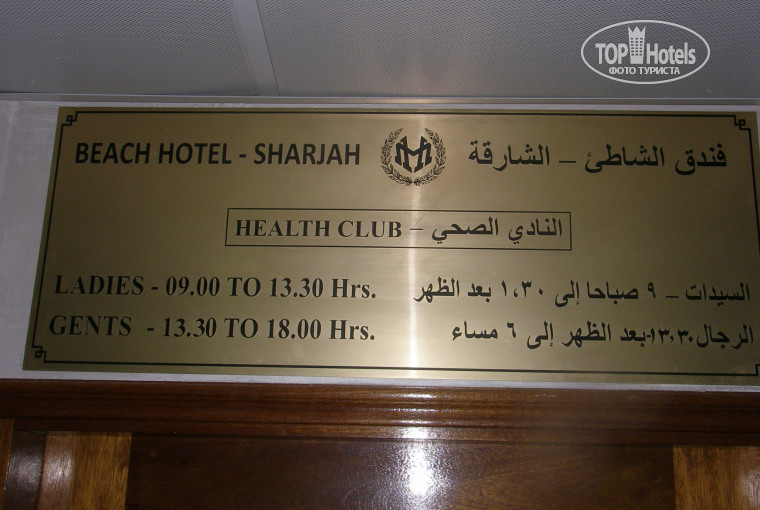 TOP Hotels
ФОТО ТУРИСТА
BEACH HOTEL - SHARJAH فندق الشاطئ – الشارقة
HEALTH CLUB – النادي الصحي
LADIES - 09.00 TO 13.30 Hrs. السيدات – ٩ صباحا إلى ١،٣٠ بعد الظهر
GENTS - 13.30 TO 18.00 Hrs. الرجال ١٣,٣٠-بعد الظهر إلى ٦ مساء